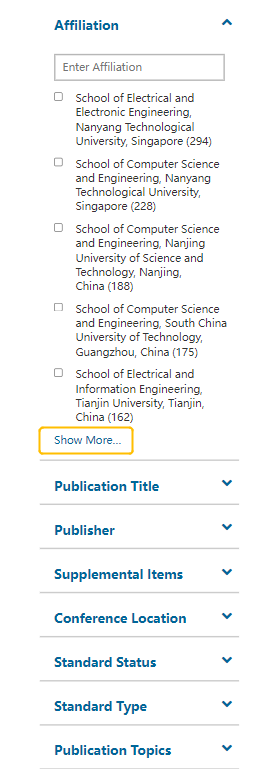 Affiliation
Enter Affiliation
School of Electrical and
Electronic Engineering,
Nanyang Technological
University, Singapore (294)
School of Computer Science
and Engineering, Nanyang
Technological University,
Singapore (228)
School of Computer Science
and Engineering, Nanjing
University of Science and
Technology, Nanjing,
China (188)
School of Computer Science
and Engineering, South China
University of Technology,
Guangzhou, China (175)
School of Electrical and
Information Engineering,
Tianjin University, Tianjin,
China (162)
Show More...
Publication Title
Publisher
Supplemental Items
Conference Location
Standard Status
Standard Type
Publication Topics